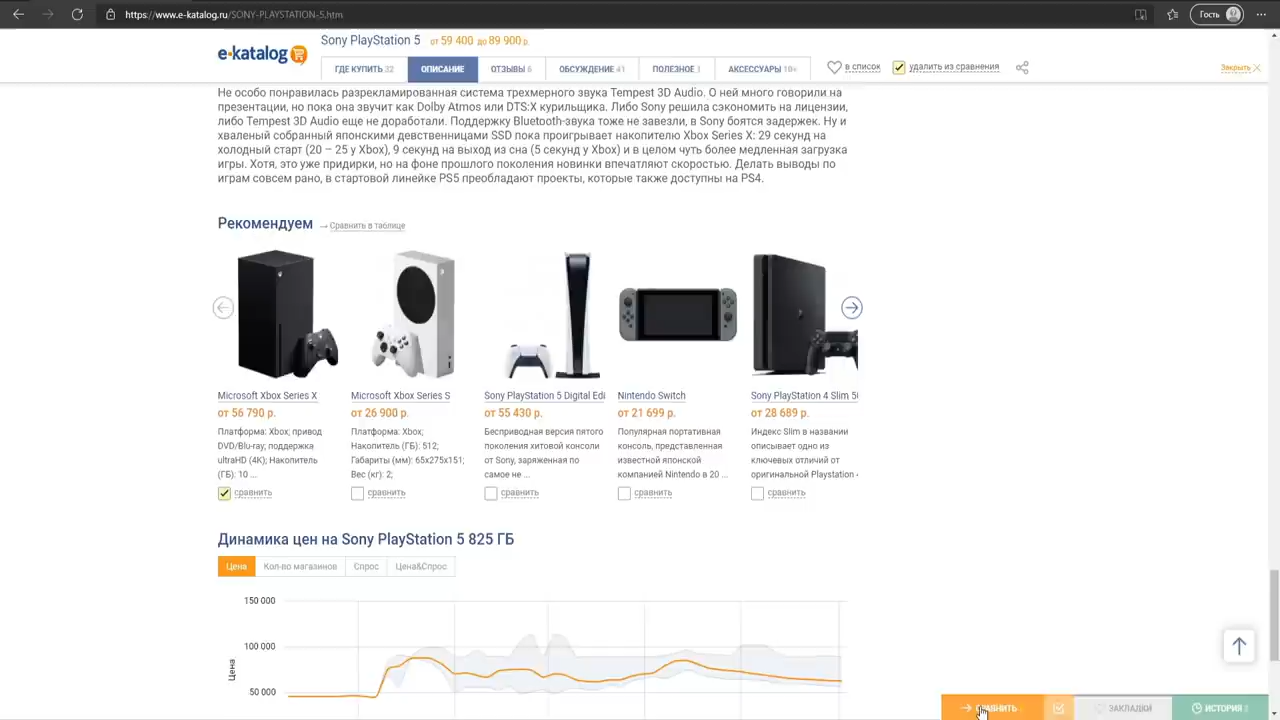 https://www.e-katalog.ru/SONY-PLAYSTATION-5.htm
Гость
e-katalog
Sony PlayStation 5 от 59 400 до 89 900 р.
ГДЕ КУПИТЬ 32
ОПИСАНИЕ
ОТЗЫВЫ 6
ОБСУЖДЕНИЕ 41
ПОЛЕЗНОЕ 1
АКСЕССУАРЫ 10+
в список
удалить из сравнения
Закрыть
Не особо понравилась разрекламированная система трехмерного звука Tempest 3D Audio. О ней много говорили на
презентации, но пока она звучит как Dolby Atmos или DTS:X курильщика. Либо Sony решила сэкономить на лицензии,
либо Tempest 3D Audio еще не доработали. Поддержку Bluetooth-звука тоже не завезли, в Sony боятся задержек. Ну и
хваленый собранный японскими девственницами SSD пока проигрывает накопителю Xbox Series X: 29 секунд на
холодный старт (20 – 25 у Xbox), 9 секунд на выход из сна (5 секунд у Xbox) и в целом чуть более медленная загрузка
игры. Хотя, это уже придирки, но на фоне прошлого поколения новинки впечатляют скоростью. Делать выводы по
играм совсем рано, в стартовой линейке PS5 преобладают проекты, которые также доступны на PS4.
Рекомендуем → Сравнить в таблице
Microsoft Xbox Series X
от 56 790 р.
Платформа: Xbox; привод
DVD/Blu-ray; поддержка
ultraHD (4K); Накопитель
(ГБ): 10 ...
сравнить
Microsoft Xbox Series S
от 26 900 р.
Платформа: Xbox;
Накопитель (ГБ): 512;
Габариты (мм): 65x275x151;
Вес (кг): 2;
сравнить
Sony PlayStation 5 Digital Edi
от 55 430 р.
Беспроводная версия пятого
поколения хитовой консоли
от Sony, заряженная по
самое не ...
сравнить
Nintendo Switch
от 21 699 р.
Популярная портативная
консоль, представленная
известной японской
компанией Nintendo в 20 ...
сравнить
Sony PlayStation 4 Slim 50
от 28 689 р.
Индекс Slim в названии
описывает одно из
ключевых отличий от
оригинальной Playstation
сравнить
Динамика цен на Sony PlayStation 5 825 ГБ
Цена
Кол-во магазинов
Спрос
Цена&Спрос
150 000
100 000
50 000
Цена
СРАВНИТЬ
ЗАКЛАДКИ
ИСТОРИЯ